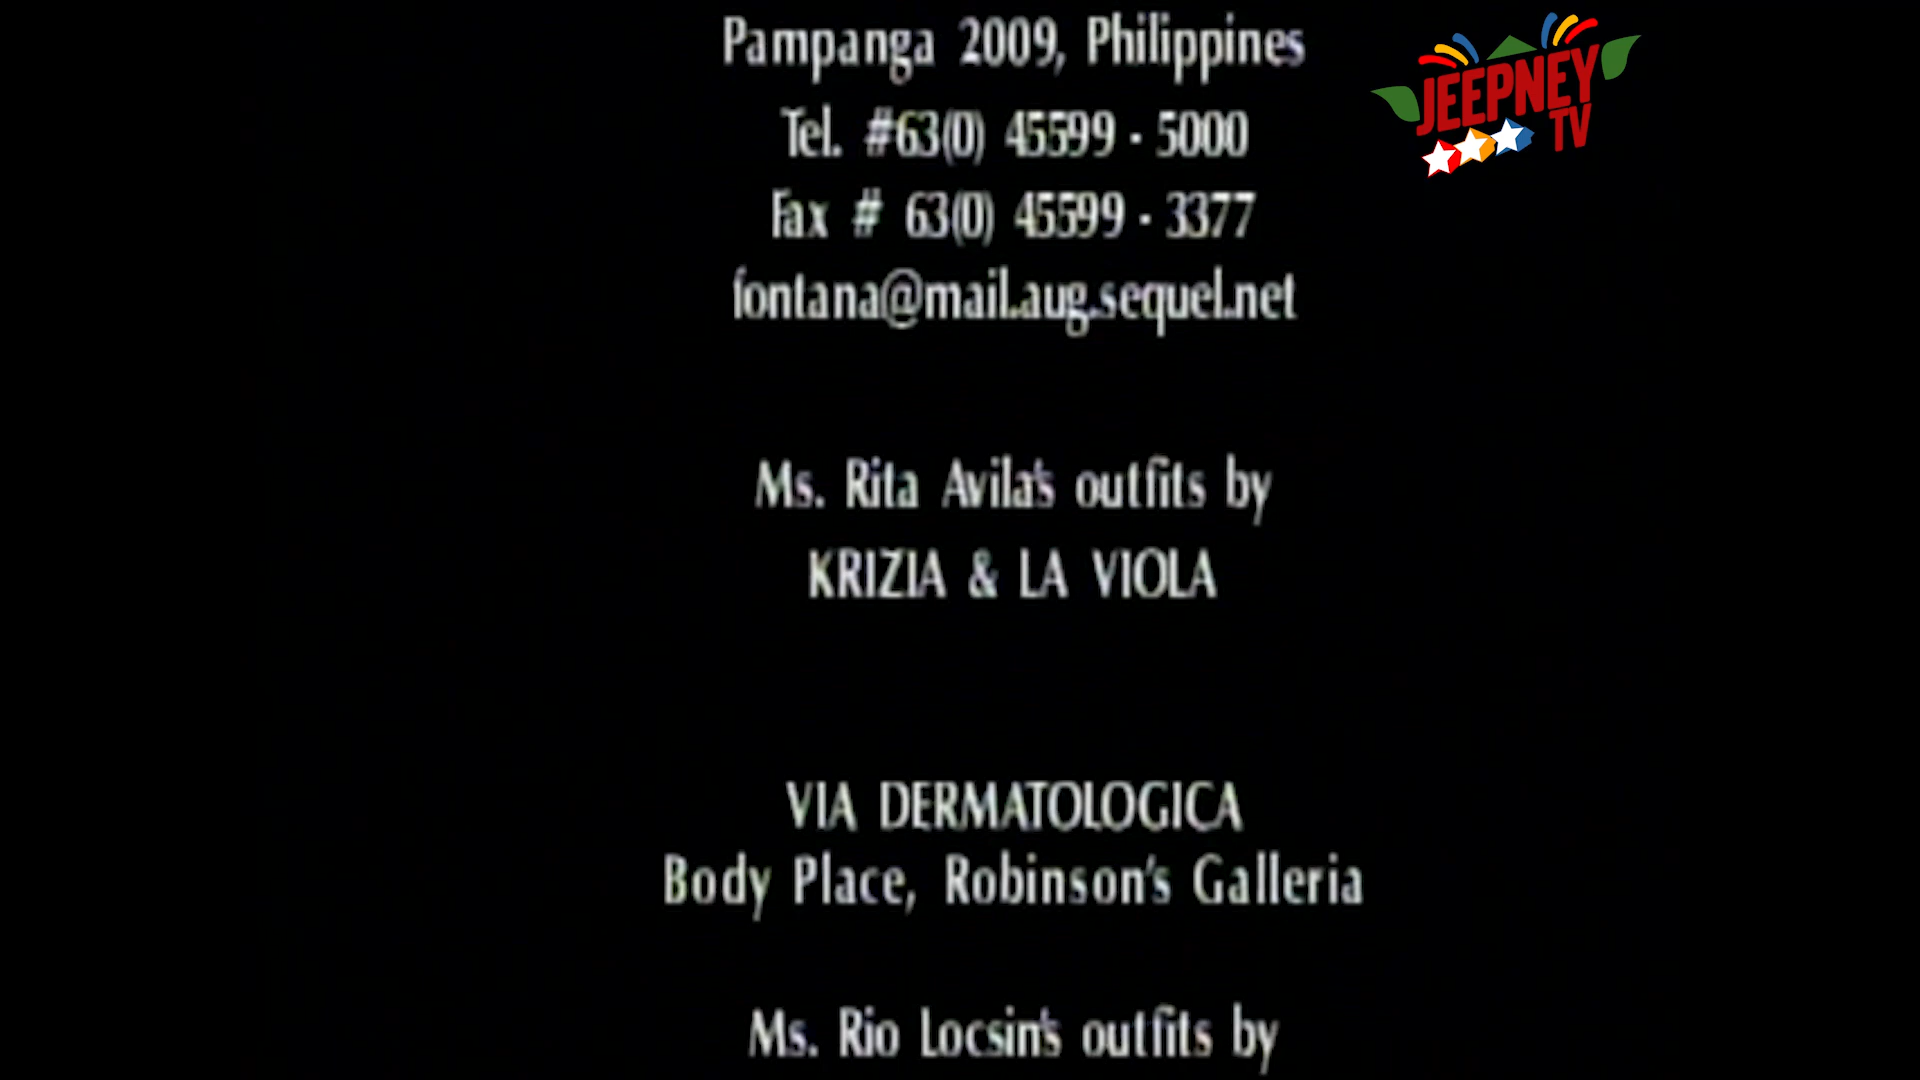 Pampanga 2009, Philippines
Tel. #63(0) 45599 - 5000
Fax # 63(0) 45599 - 3377
fontana@mail.aug.sequel.net
Ms. Rita Avila's outfits by
KRIZIA & LA VIOLA
VIA DERMATOLOGICA
Body Place, Robinson's Galleria
Ms. Rio Locsin's outfits by
JEEPNEY
TV